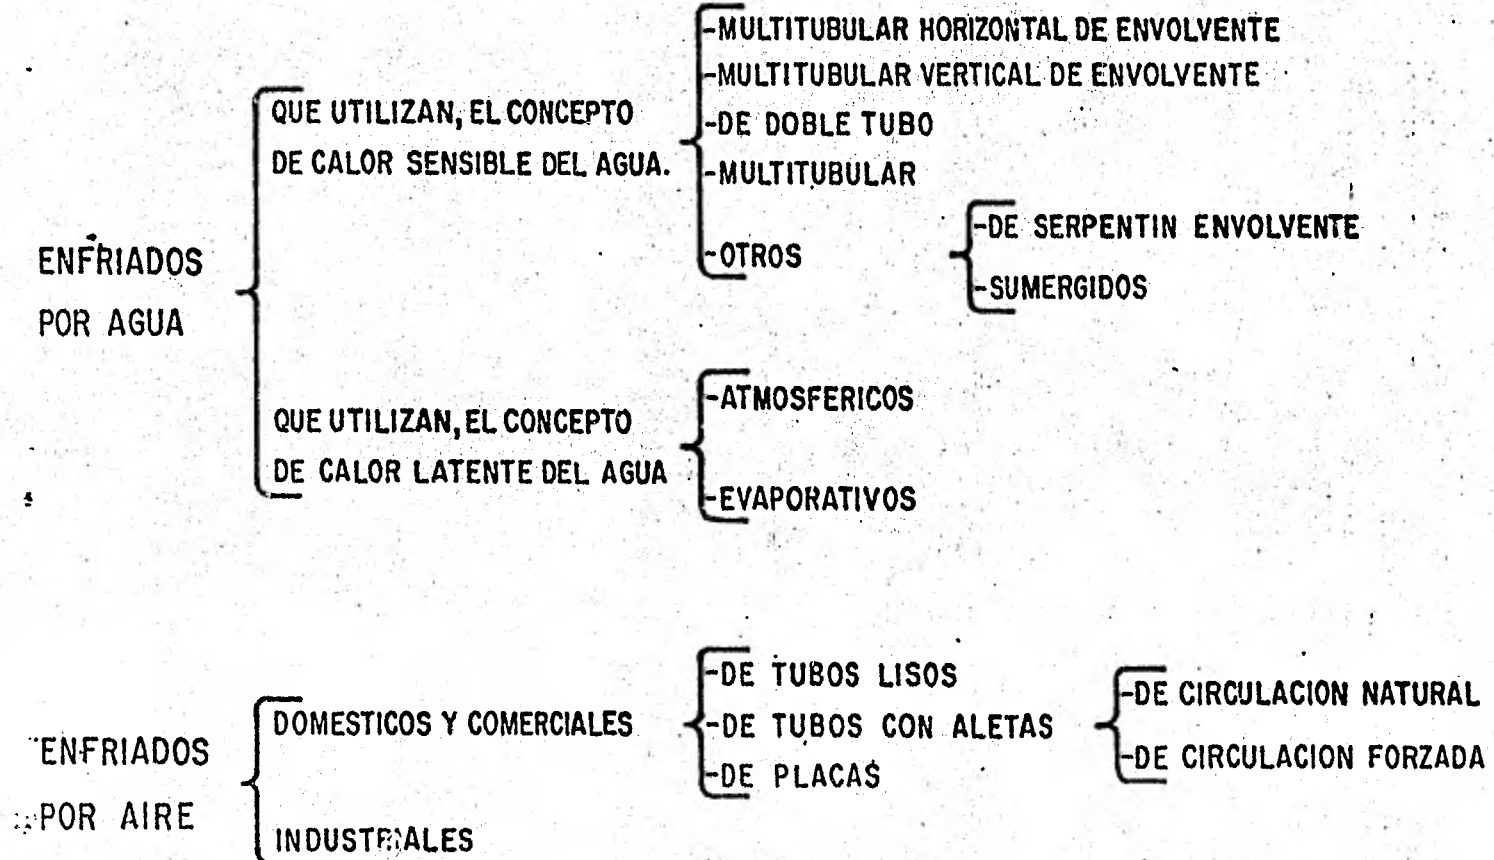 -MULTITUBULAR HORIZONTAL DE ENVOLVENTE
-MULTITUBULAR VERTICAL DE ENVOLVENTE
QUE UTILIZAN, EL CONCEPTO
DE CALOR SENSIBLE DEL AGUA.
-DE DOBLE TUBO
-MULTITUBULAR
-OTROS
-DE SERPENTIN ENVOLVENTE
-SUMERGIDOS
ENFRIADOS
POR AGUA
QUE UTILIZAN, EL CONCEPTO
DE CALOR LATENTE DEL AGUA
-ATMOSFERICOS
-EVAPORATIVOS
ENFRIADOS
POR AIRE
DOMESTICOS Y COMERCIALES
-DE TUBOS LISOS
-DE TUBOS CON ALETAS
-DE PLACAS
-DE CIRCULACION NATURAL
-DE CIRCULACION FORZADA
INDUSTRIALES